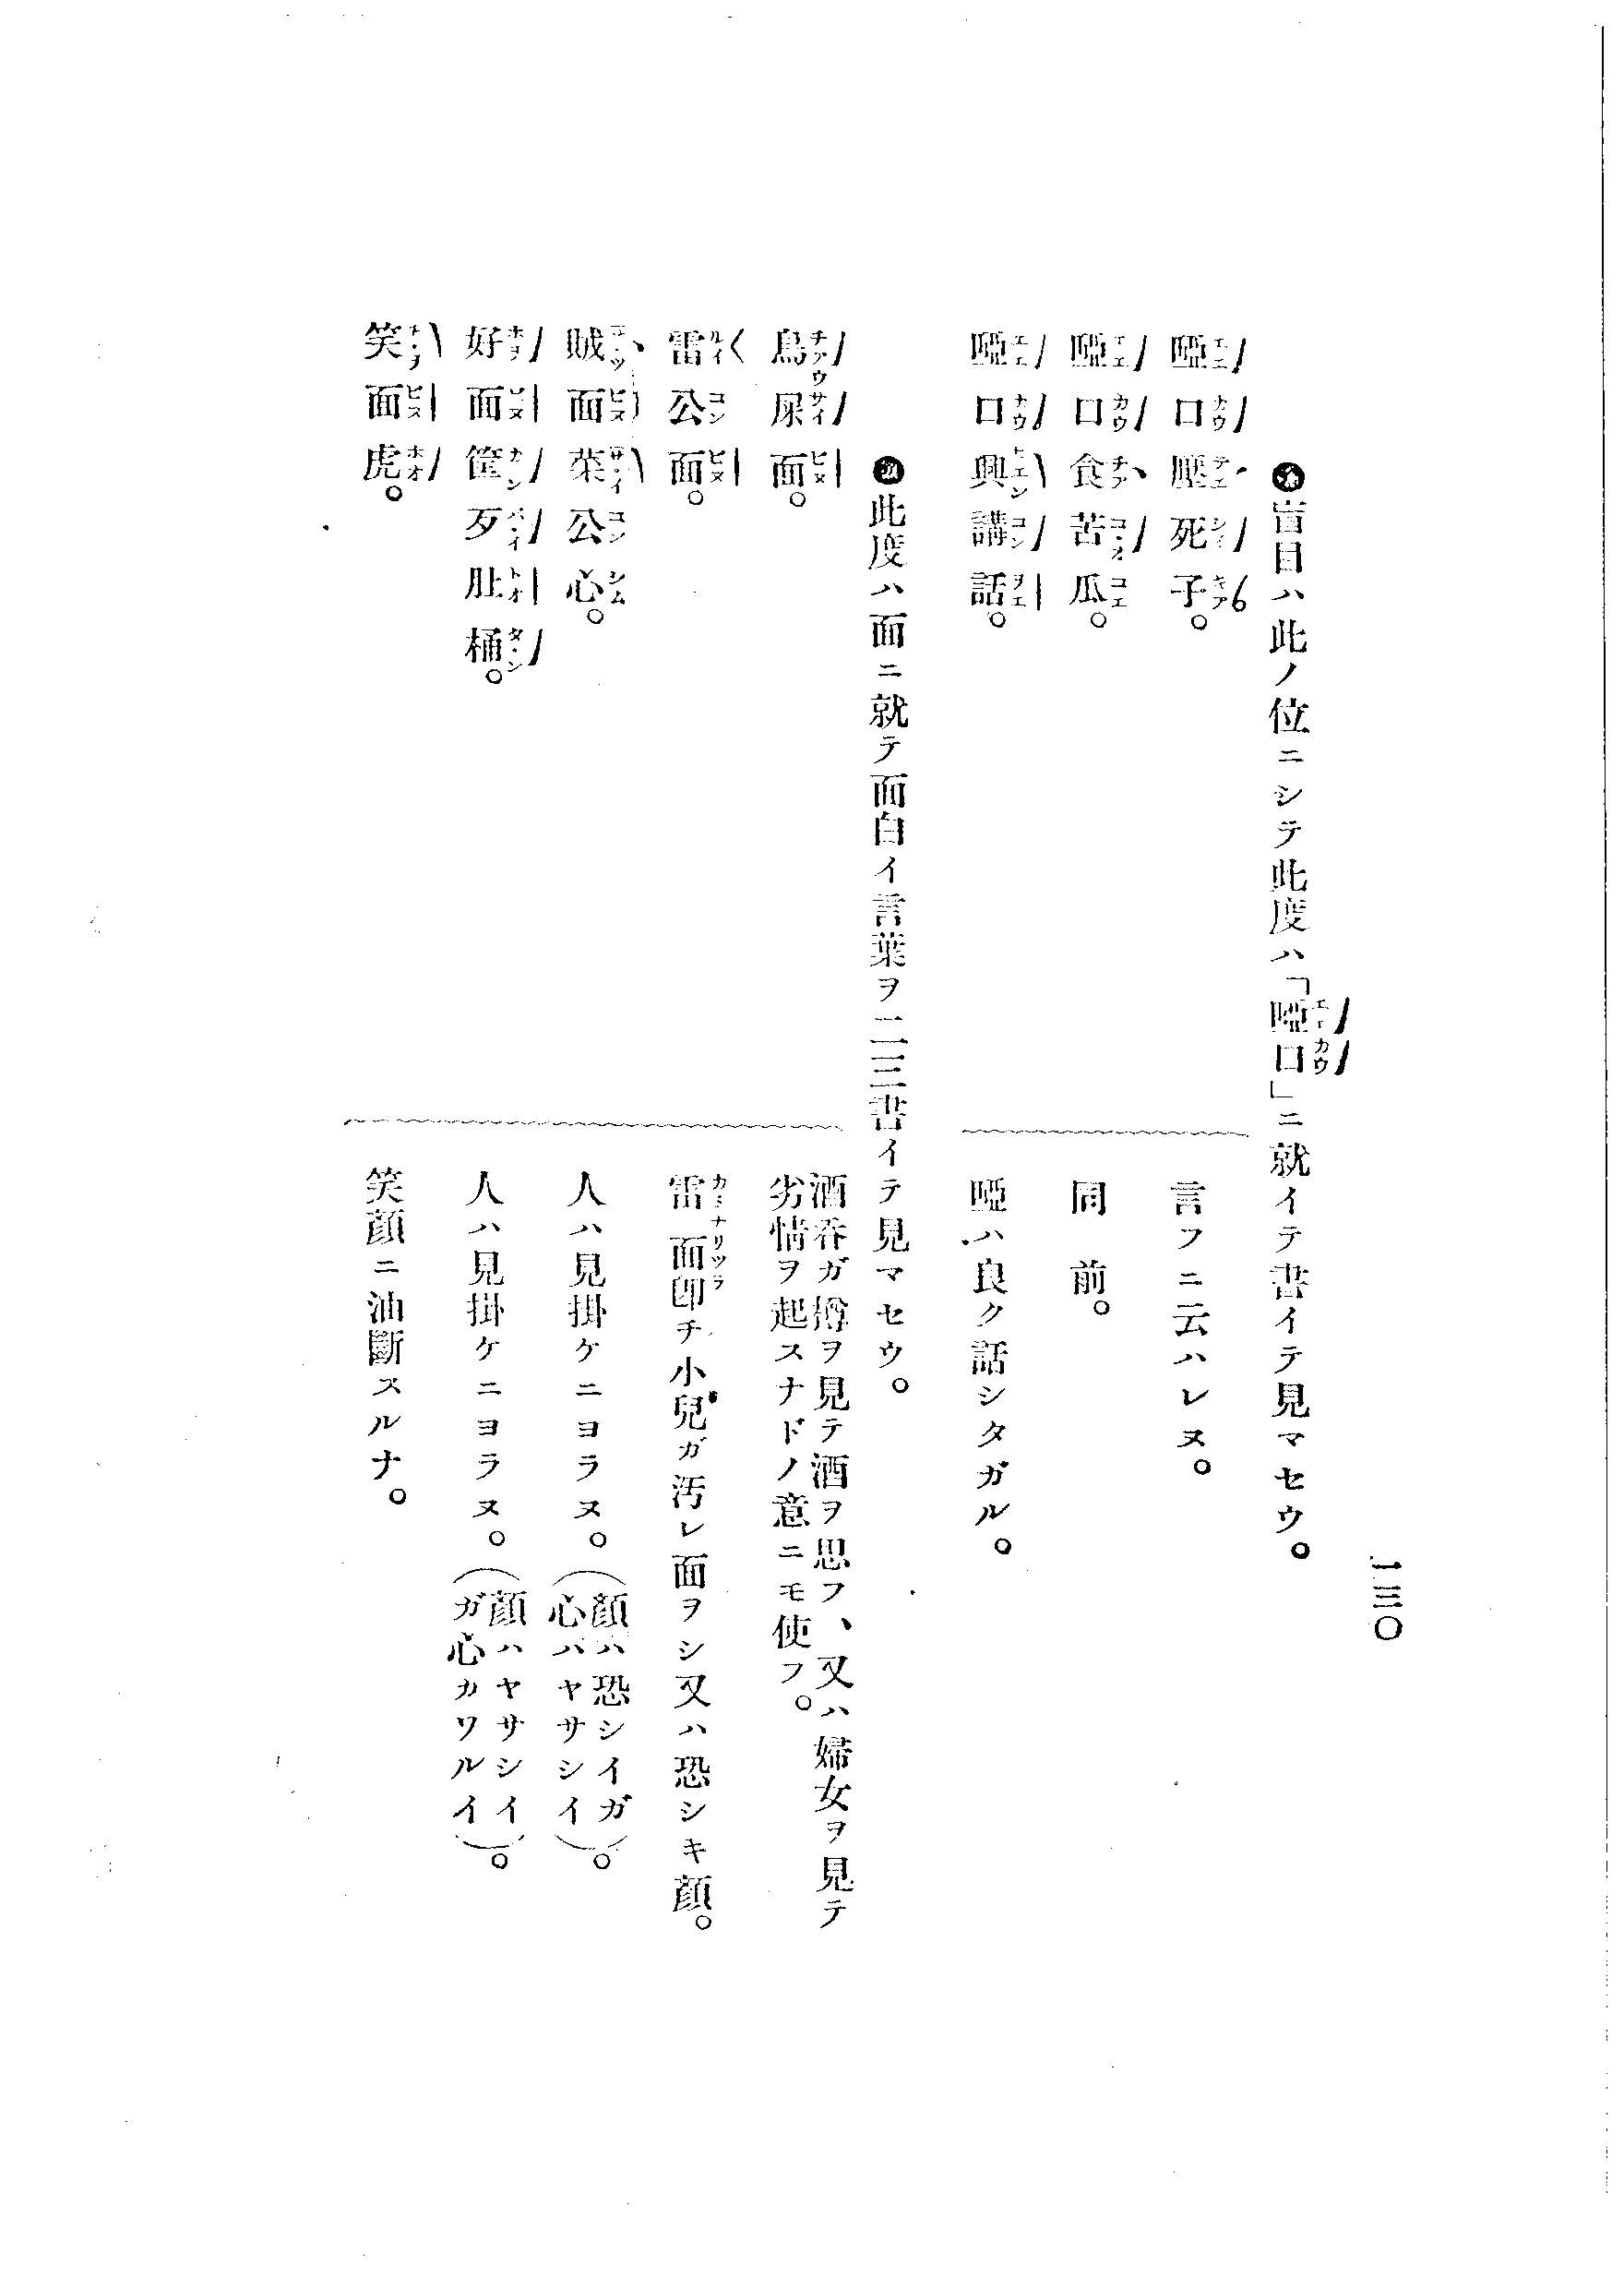 一三〇
盲目ハ此ノ位ニシテ此度ハ「啞口」ニ就イテ書イテ見マセウ。
啞口壓死子。 言フニ云ハレヌ。
啞口食苦瓜。 同前。
啞口興講話。 啞ハ良ク話シタガル。
此度ハ面ニ就テ面白イ言葉ヲ二三書イテ見マセウ。
鳥屎面。 酒呑ガ樽ヲ見テ酒ヲ思フ、又ハ婦女ヲ見テ
劣情ヲ起スナドノ意ニモ使フ。
雷公面。 雷面卽チ小兒ガ汚レ面ヲシ又ハ恐シキ顔。
賊面菜公心。 人ハ見掛ケニヨラヌ。(顔ハ恐シイガ
心ハヤサシイ)。
好面筐歹肚桶。 人ハ見掛ケニヨラヌ。(顔ハヤサシイ
ガ心カワルイ)。
笑面虎。 笑顔ニ油斷スルナ。